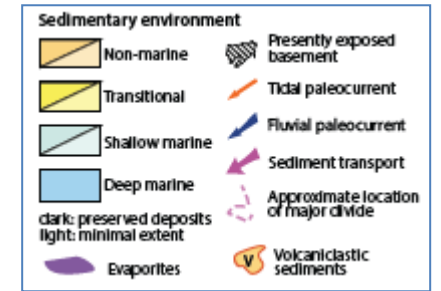 Sedimentary environment
Non-marine
Transitional
Shallow marine
Deep marine
dark: preserved deposits
light: minimal extent
Evaporites
Presently exposed
basement
Tidal paleocurrent
Fluvial paleocurrent
Sediment transport
Approximate location
of major divide
V
Volcaniclastic
sediments